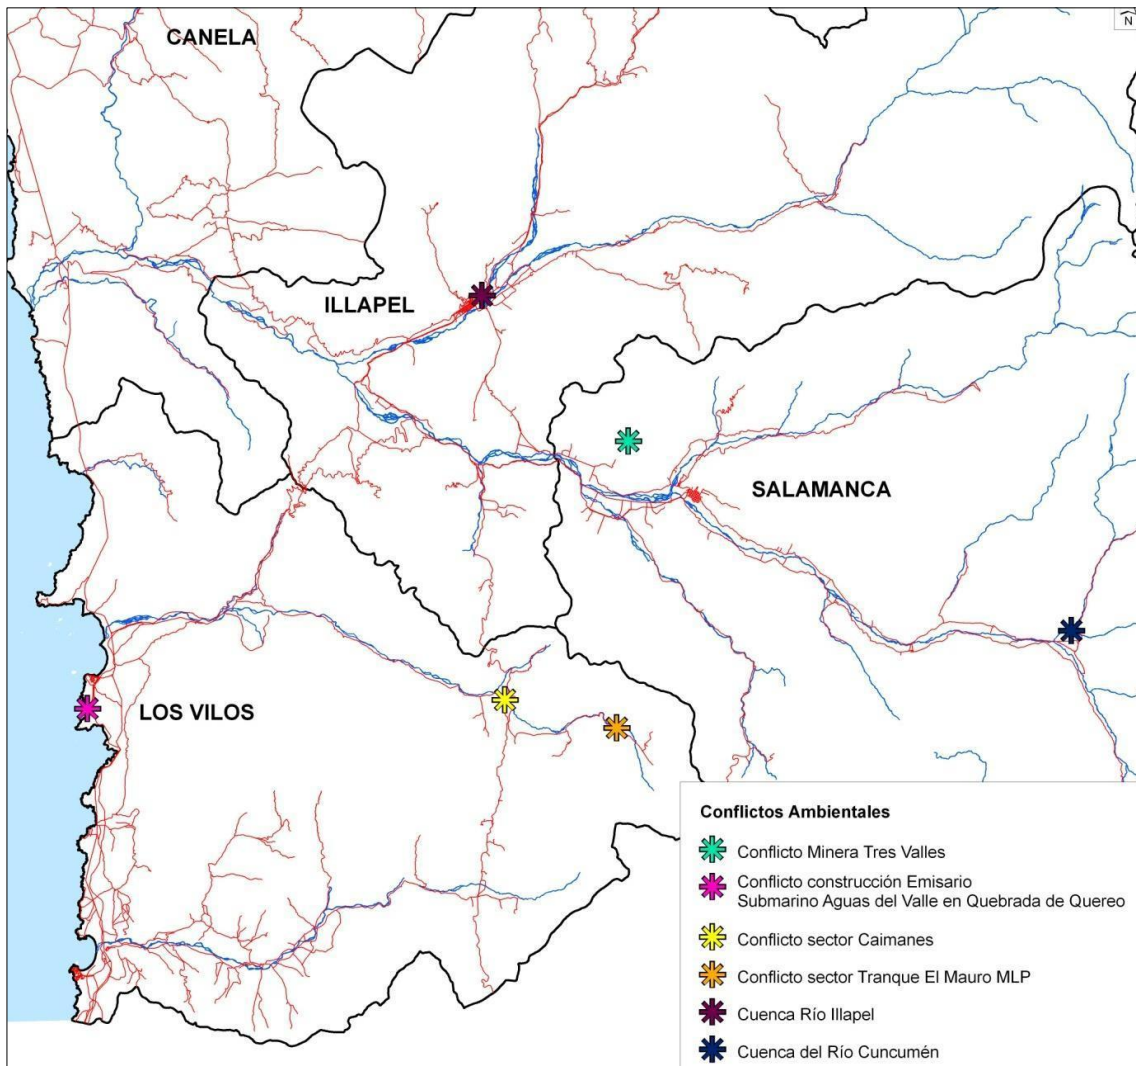 CANELA
N
ILLAPEL
SALAMANCA
LOS VILOS
Conflictos Ambientales
Conflicto Minera Tres Valles
Conflicto construcción Emisario
Submarino Aguas del Valle en Quebrada de Quereo
Conflicto sector Caimanes
Conflicto sector Tranque El Mauro MLP
Cuenca Río Illapel
Cuenca del Río Cuncumén